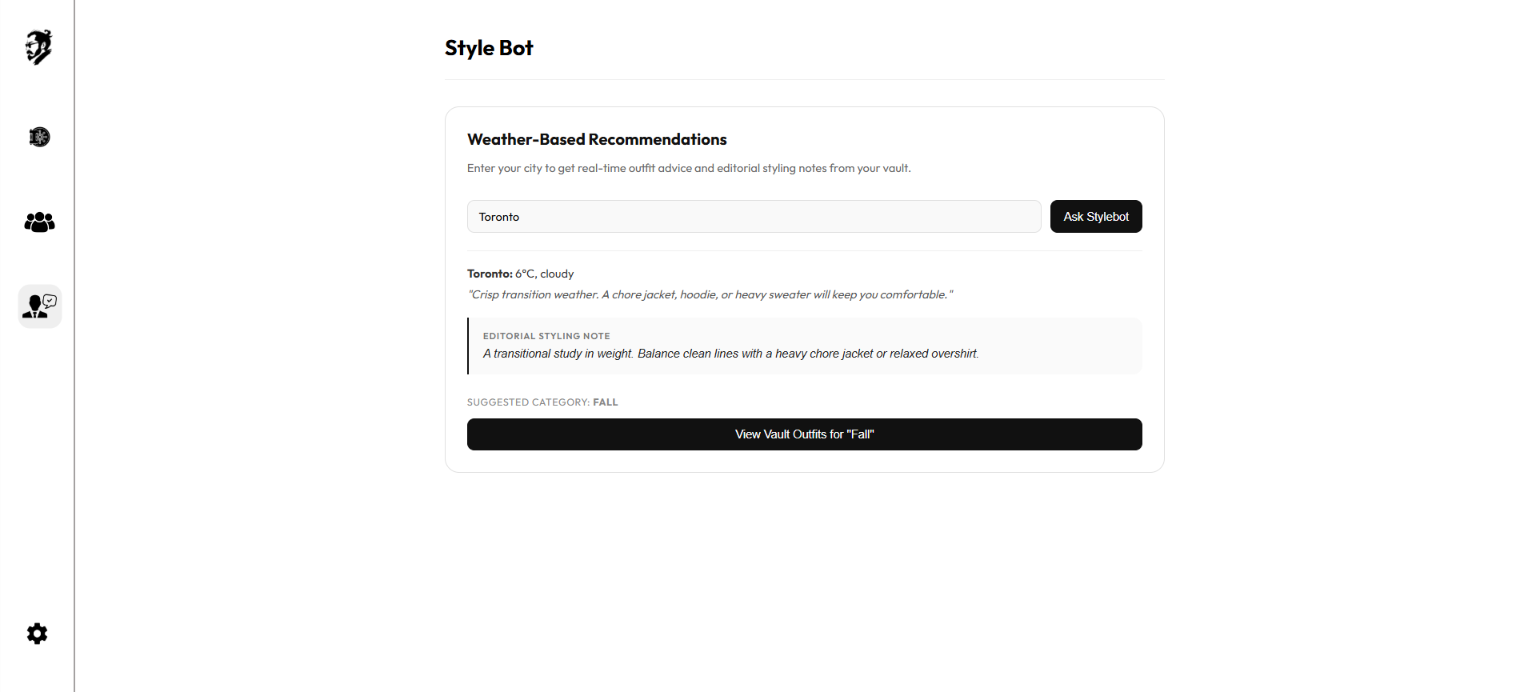 Style Bot
Weather-Based Recommendations
Enter your city to get real-time outfit advice and editorial styling notes from your vault.
Toronto
Ask Stylebot
Toronto: 6°C, cloudy
"Crisp transition weather. A chore jacket, hoodie, or heavy sweater will keep you comfortable."
EDITORIAL STYLING NOTE
A transitional study in weight. Balance clean lines with a heavy chore jacket or relaxed overshirt.
SUGGESTED CATEGORY: FALL
View Vault Outfits for "Fall"